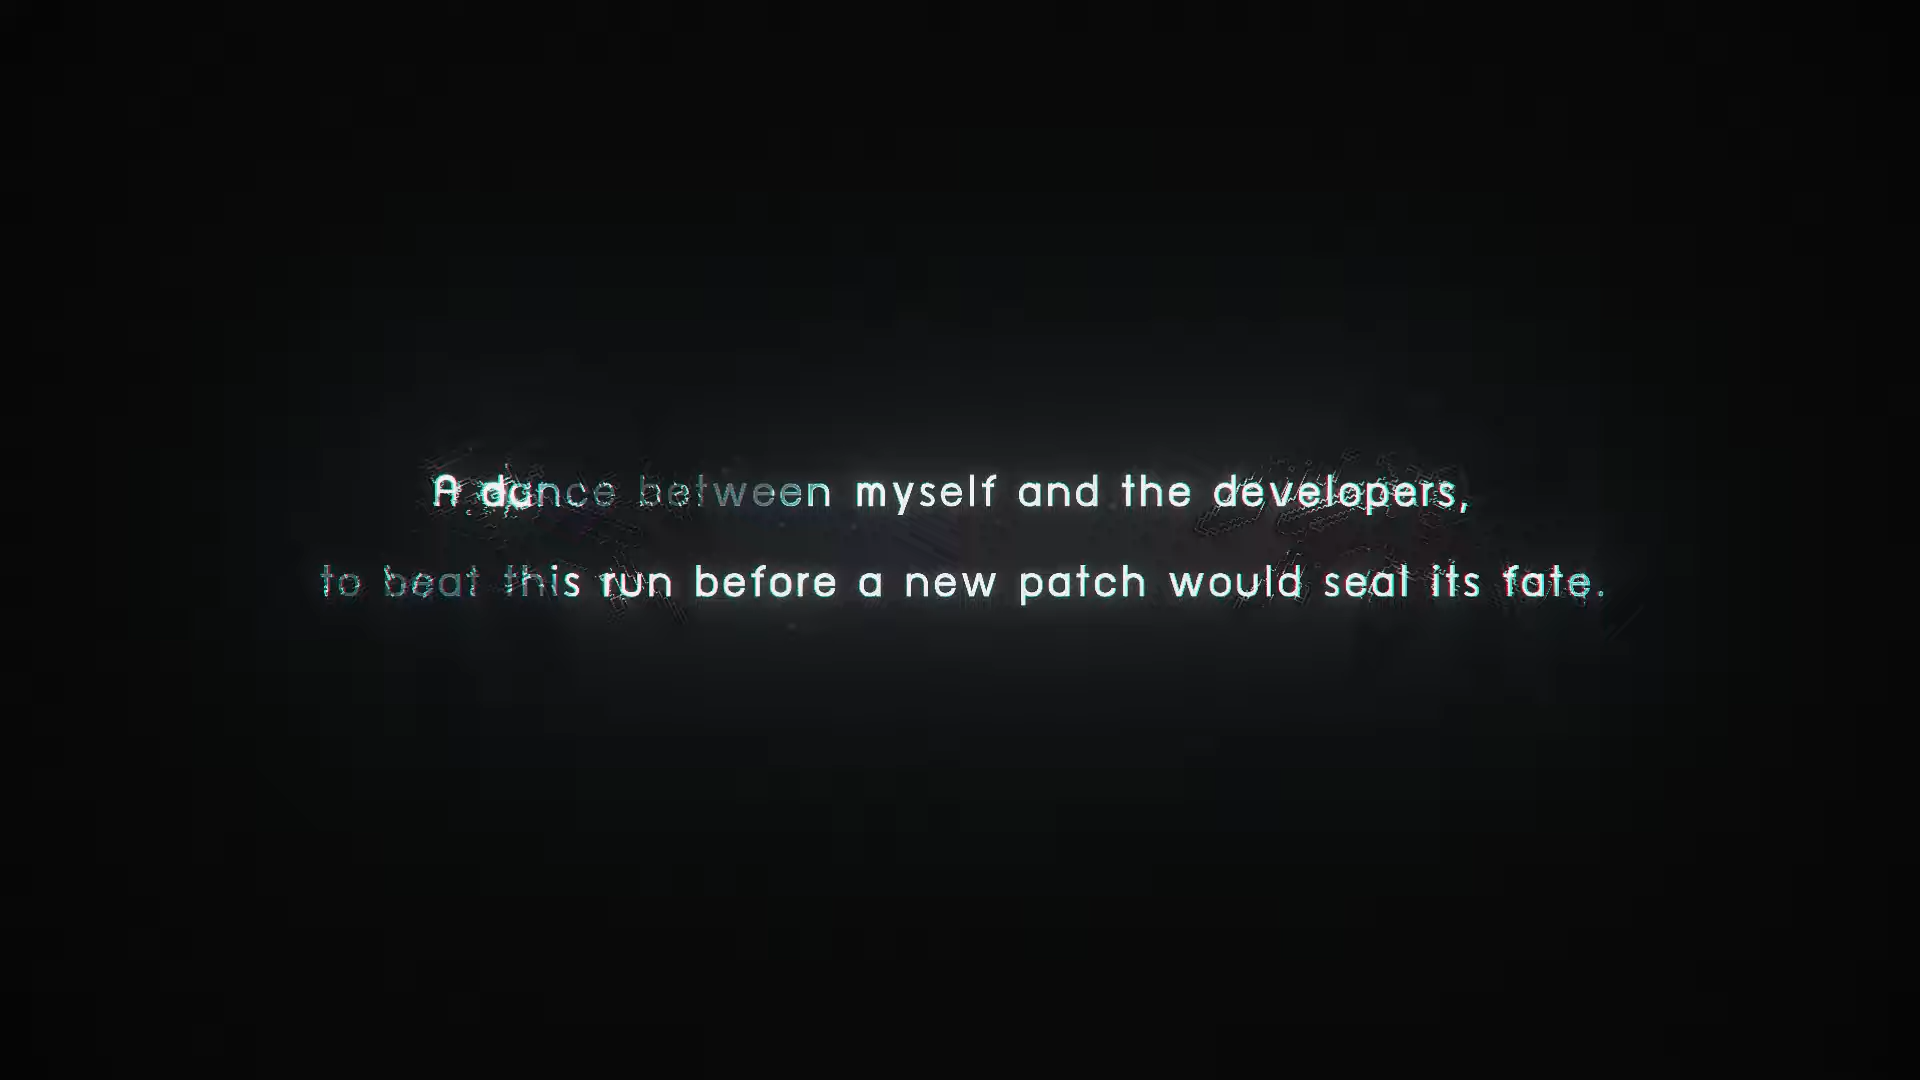 A dance between myself and the developers,
to beat this run before a new patch would seal its fate.